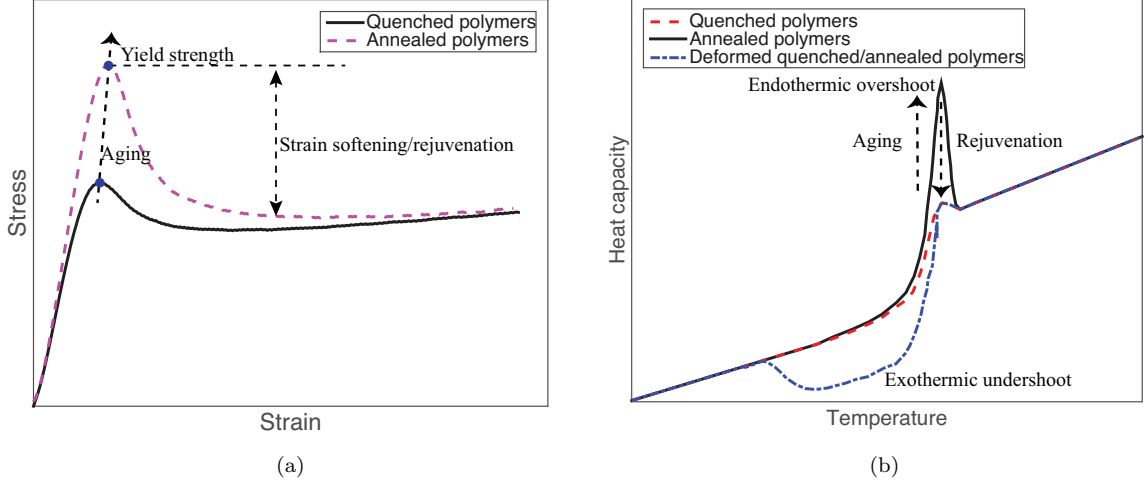 Quenched polymers
Annealed polymers
Yield strength
Aging
Strain softening/rejuvenation
Stress
Strain
(a)
Quenched polymers
Annealed polymers
Deformed quenched/annealed polymers
Endothermic overshoot
Aging
Rejuvenation
Exothermic undershoot
Heat capacity
Temperature
(b)